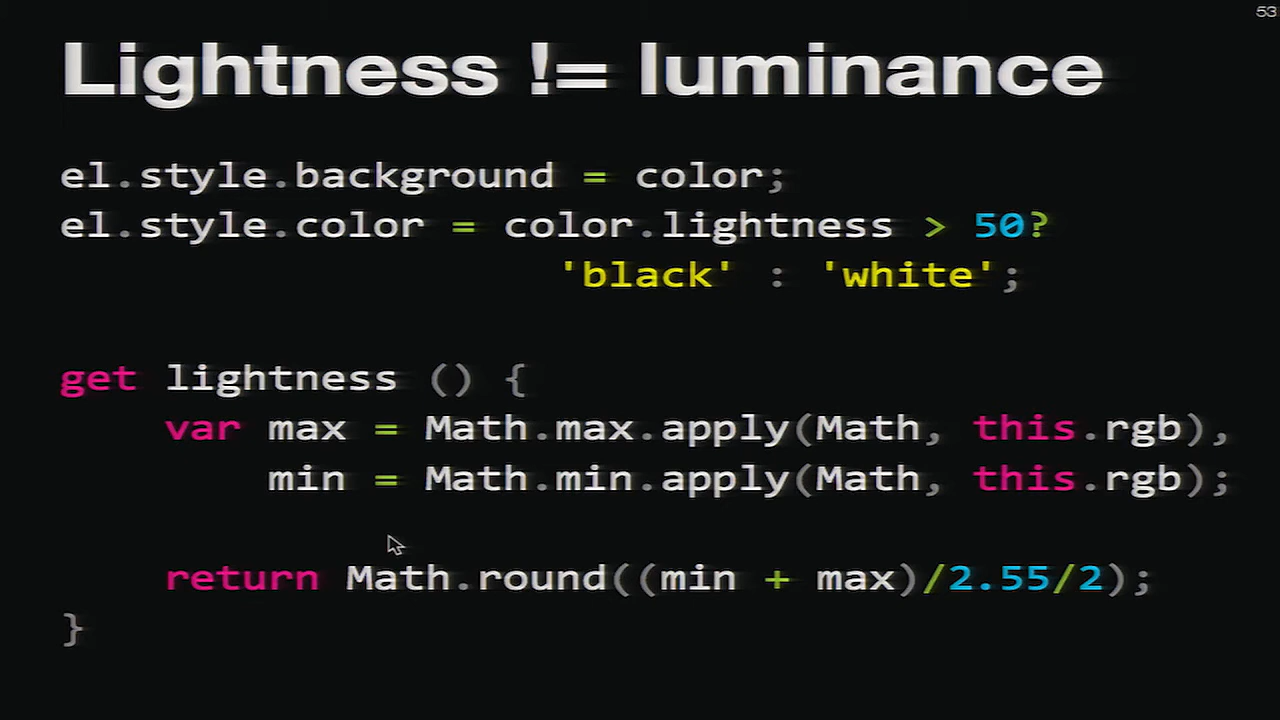 53
Lightness != luminance
el.style.background = color;
el.style.color = color.lightness > 50?
'black' : 'white';
get lightness () {
var max = Math.max.apply(Math, this.rgb),
min = Math.min.apply(Math, this.rgb);
return Math.round((min + max)/2.55/2);
}